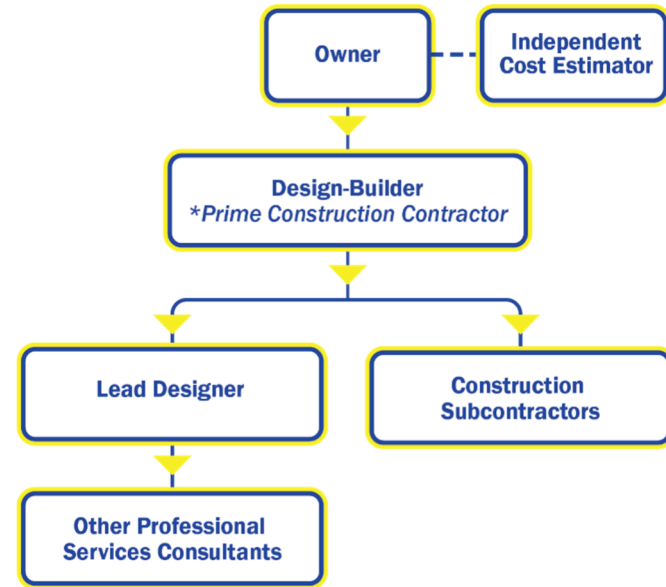 Owner
Independent
Cost Estimator
Design-Builder
*Prime Construction Contractor
Lead Designer
Construction
Subcontractors
Other Professional
Services Consultants